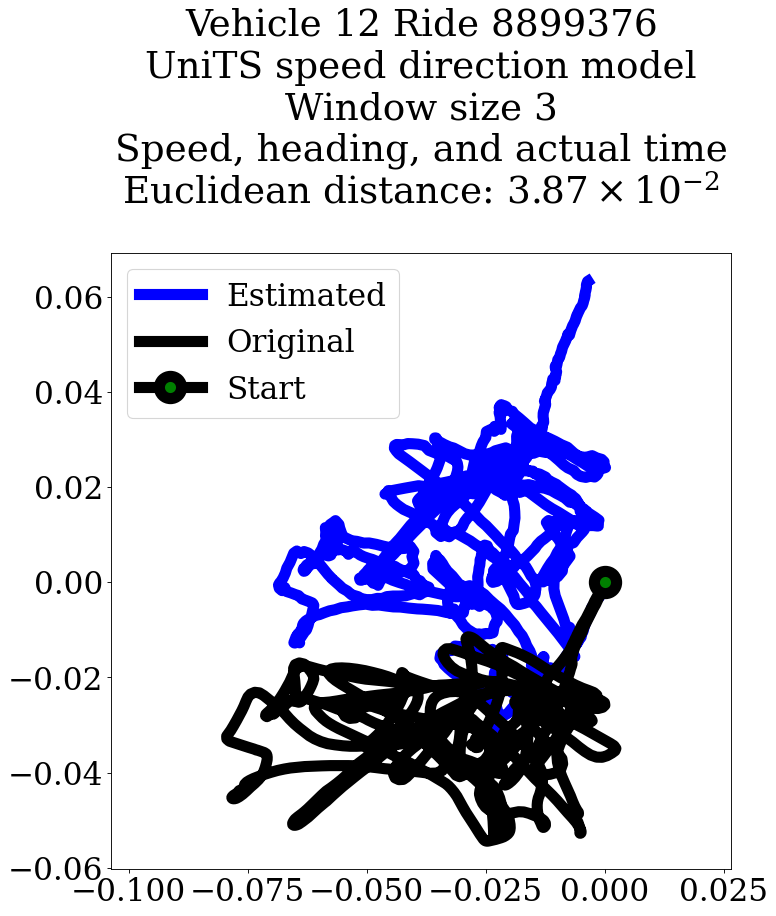 Vehicle 12 Ride 8899376
UniTS speed direction model
Window size 3
Speed, heading, and actual time
Euclidean distance: 3.87 × 10⁻²
Estimated
Original
Start
0.06
0.04
0.02
0.00
−0.02
−0.04
−0.06
−0.100 −0.075 −0.050 −0.025 0.000 0.025